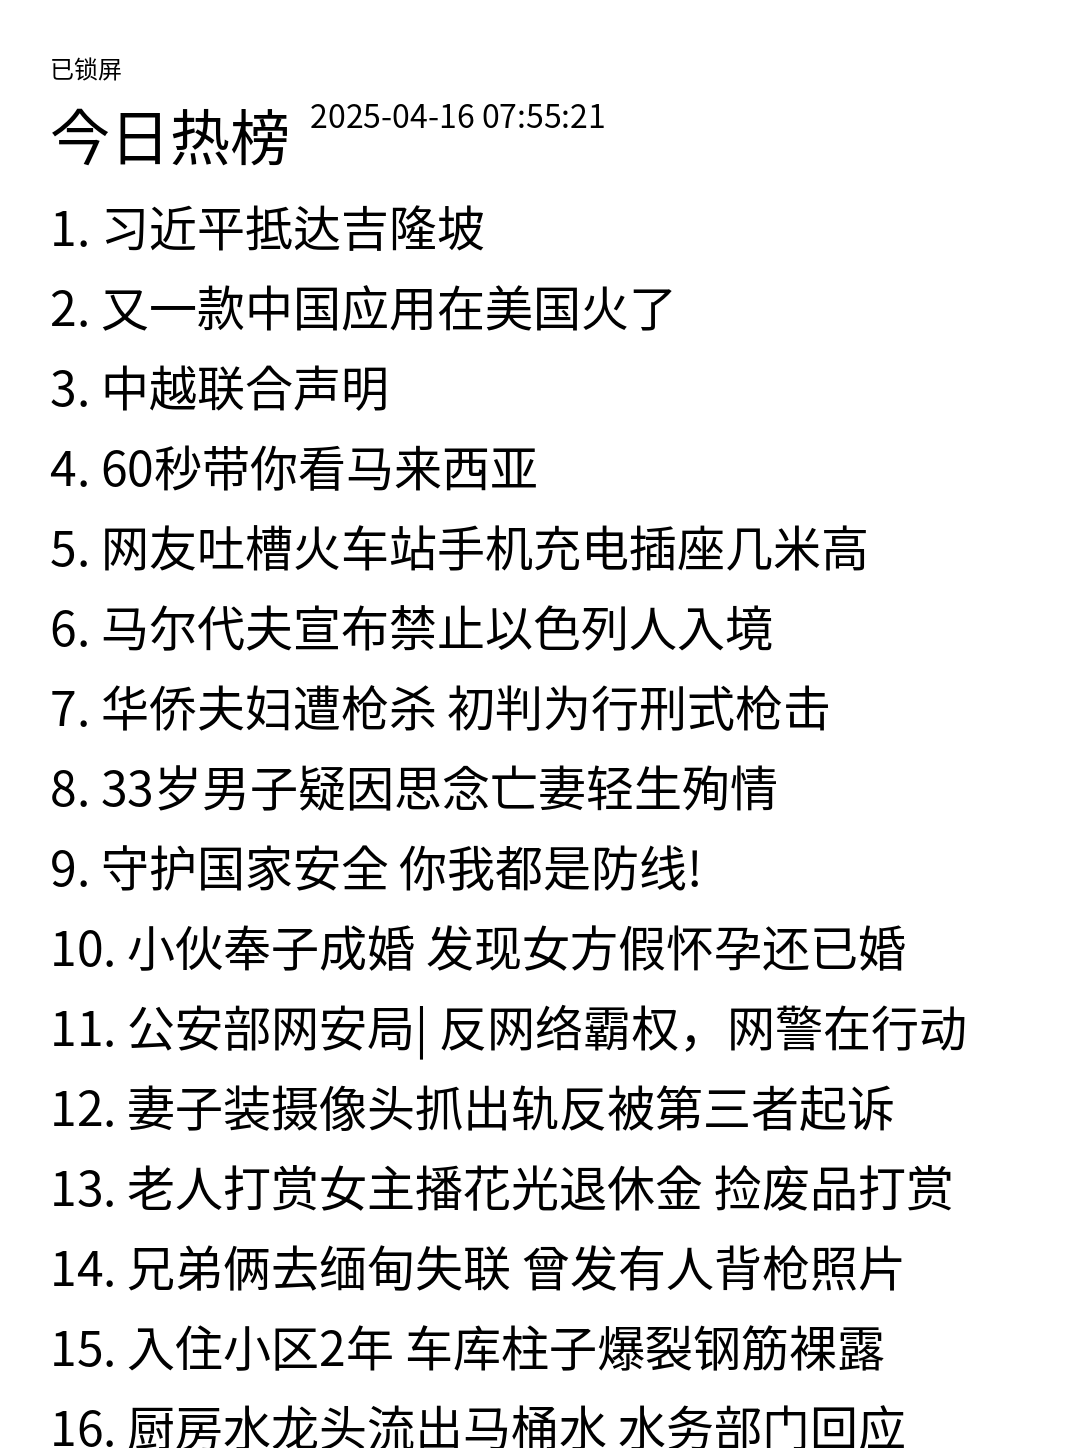 已锁屏
今日热榜 2025-04-16 07:55:21
1. 习近平抵达吉隆坡
2. 又一款中国应用在美国火了
3. 中越联合声明
4. 60秒带你看马来西亚
5. 网友吐槽火车站手机充电插座几米高
6. 马尔代夫宣布禁止以色列人入境
7. 华侨夫妇遭枪杀 初判为行刑式枪击
8. 33岁男子疑因思念亡妻轻生殉情
9. 守护国家安全 你我都是防线!
10. 小伙奉子成婚 发现女方假怀孕还已婚
11. 公安部网安局| 反网络霸权，网警在行动
12. 妻子装摄像头抓出轨反被第三者起诉
13. 老人打赏女主播花光退休金 捡废品打赏
14. 兄弟俩去缅甸失联 曾发有人背枪照片
15. 入住小区2年 车库柱子爆裂钢筋裸露
16. 厨房水龙头流出马桶水 水务部门回应